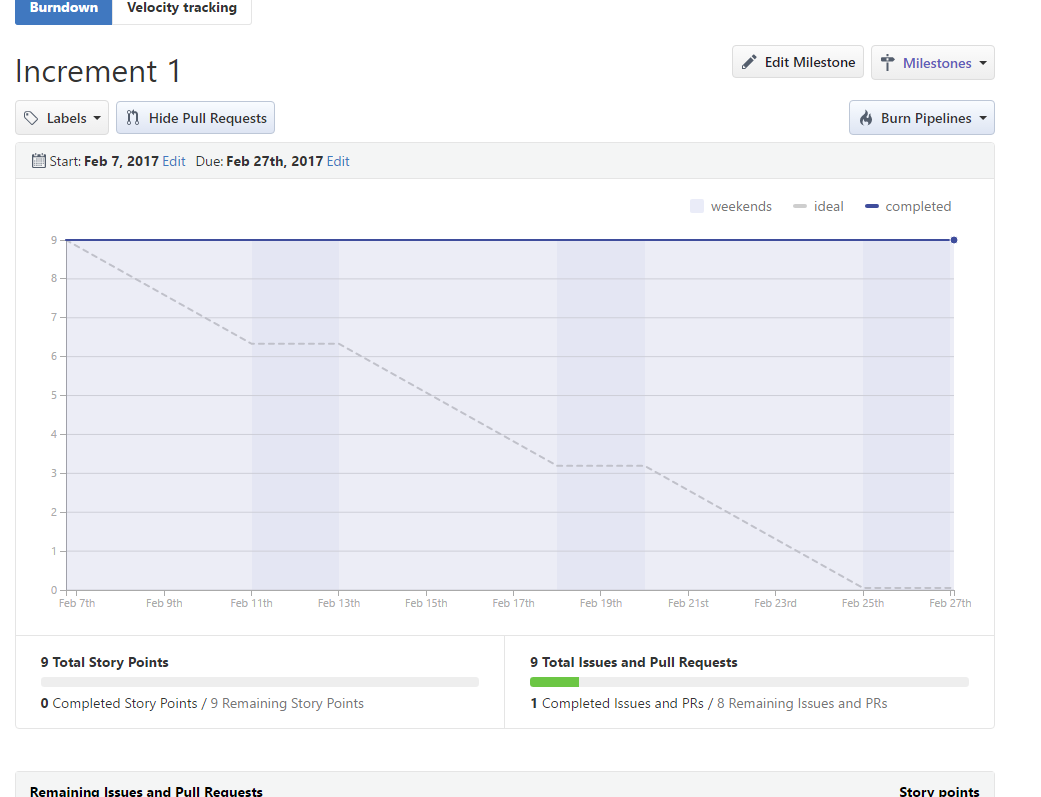 Burndown Velocity tracking
Increment 1
Edit Milestone Milestones
Labels Hide Pull Requests Burn Pipelines
Start: Feb 7, 2017 Edit Due: Feb 27th, 2017 Edit
weekends ideal completed
9
8
7
6
5
4
3
2
1
0
Feb 7th Feb 9th Feb 11th Feb 13th Feb 15th Feb 17th Feb 19th Feb 21st Feb 23rd Feb 25th Feb 27th
9 Total Story Points
0 Completed Story Points / 9 Remaining Story Points
9 Total Issues and Pull Requests
1 Completed Issues and PRs / 8 Remaining Issues and PRs
Remaining Issues and Pull Requests Story points